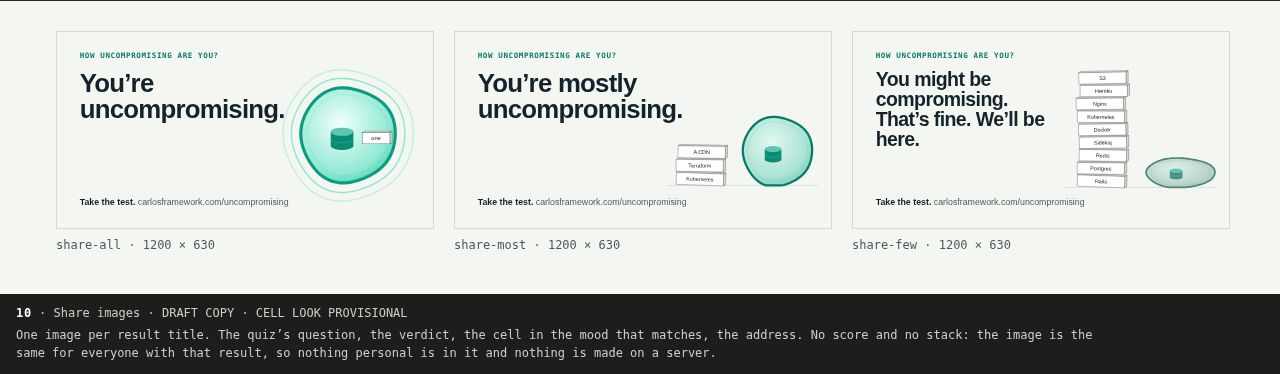 HOW UNCOMPROMISING ARE YOU?
You’re
uncompromising.
one
Take the test. carlosframework.com/uncompromising
share-all · 1200 × 630
HOW UNCOMPROMISING ARE YOU?
You’re mostly
uncompromising.
A CDN
Terraform
Kubernetes
Take the test. carlosframework.com/uncompromising
share-most · 1200 × 630
HOW UNCOMPROMISING ARE YOU?
You might be
compromising.
That’s fine. We’ll be
here.
S3
Heroku
Nginx
Kubernetes
Docker
Sidekiq
Redis
Postgres
Rails
Take the test. carlosframework.com/uncompromising
share-few · 1200 × 630
10 · Share images · DRAFT COPY · CELL LOOK PROVISIONAL
One image per result title. The quiz’s question, the verdict, the cell in the mood that matches, the address. No score and no stack: the image is the
same for everyone with that result, so nothing personal is in it and nothing is made on a server.